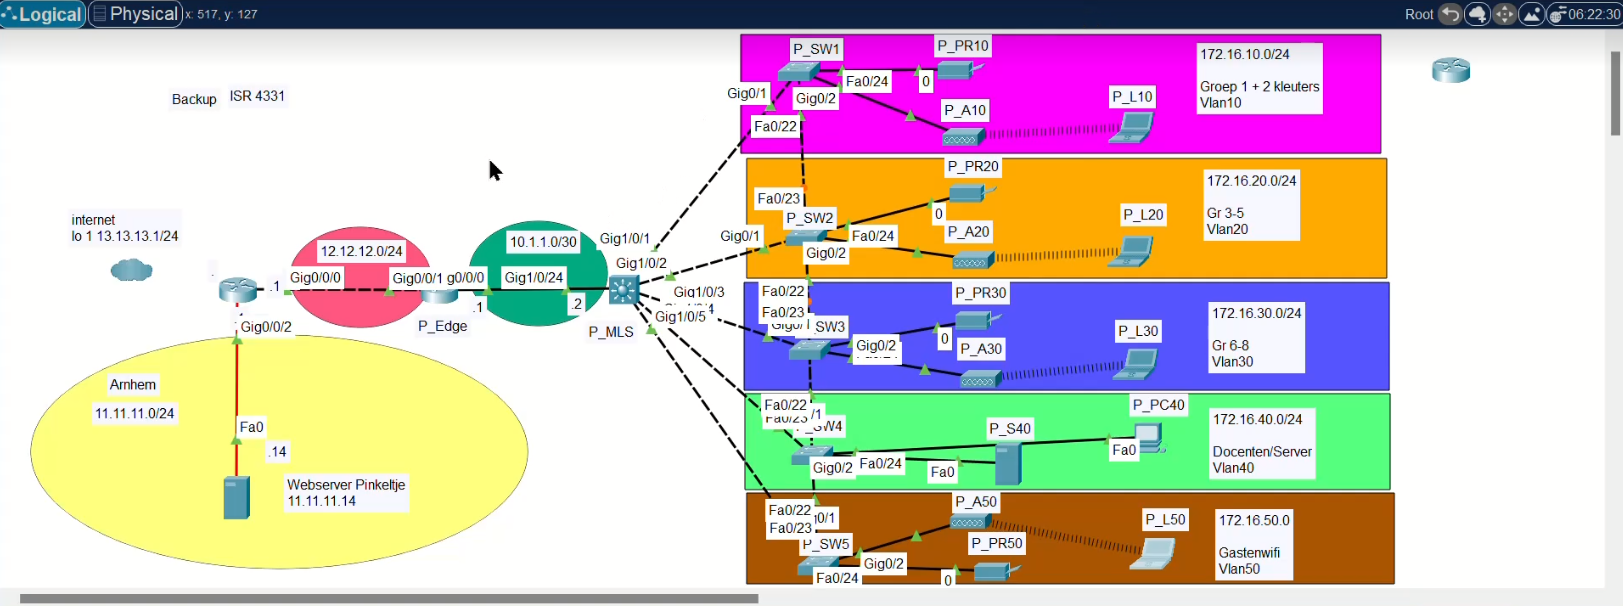 Logical Physical x: 517, y: 127 Root 06:22:30
Backup ISR 4331
internet
lo 1 13.13.13.1/24
12.12.12.0/24
10.1.1.0/30
.1
Gig0/0/0
Gig0/0/1
g0/0/0
Gig1/0/24
.1
.2
P_Edge
P_MLS
Gig0/0/2
Arnhem
11.11.11.0/24
Fa0
.14
Webserver Pinkeltje
11.11.11.14
Gig1/0/1
Gig1/0/2
Gig1/0/3
Gig1/0/5
P_SW1
P_PR10
Gig0/1
Gig0/2
Fa0/24
0
Fa0/22
P_A10
P_L10
172.16.10.0/24
Groep 1 + 2 kleuters
Vlan10
P_PR20
Fa0/23
P_SW2
0
Gig0/1
Fa0/24
Gig0/2
P_A20
P_L20
172.16.20.0/24
Gr 3-5
Vlan20
Fa0/22
P_PR30
Fa0/23
SW3
0
Gig0/2
P_A30
P_L30
172.16.30.0/24
Gr 6-8
Vlan30
Fa0/22
Fa0/23
/1
SW4
P_PC40
P_S40
Gig0/2
Fa0/24
Fa0
Fa0
172.16.40.0/24
Docenten/Server
Vlan40
Fa0/22
0/1
Fa0/23
P_SW5
P_A50
P_L50
P_PR50
Gig0/2
Fa0/24
0
172.16.50.0
Gastenwifi
Vlan50